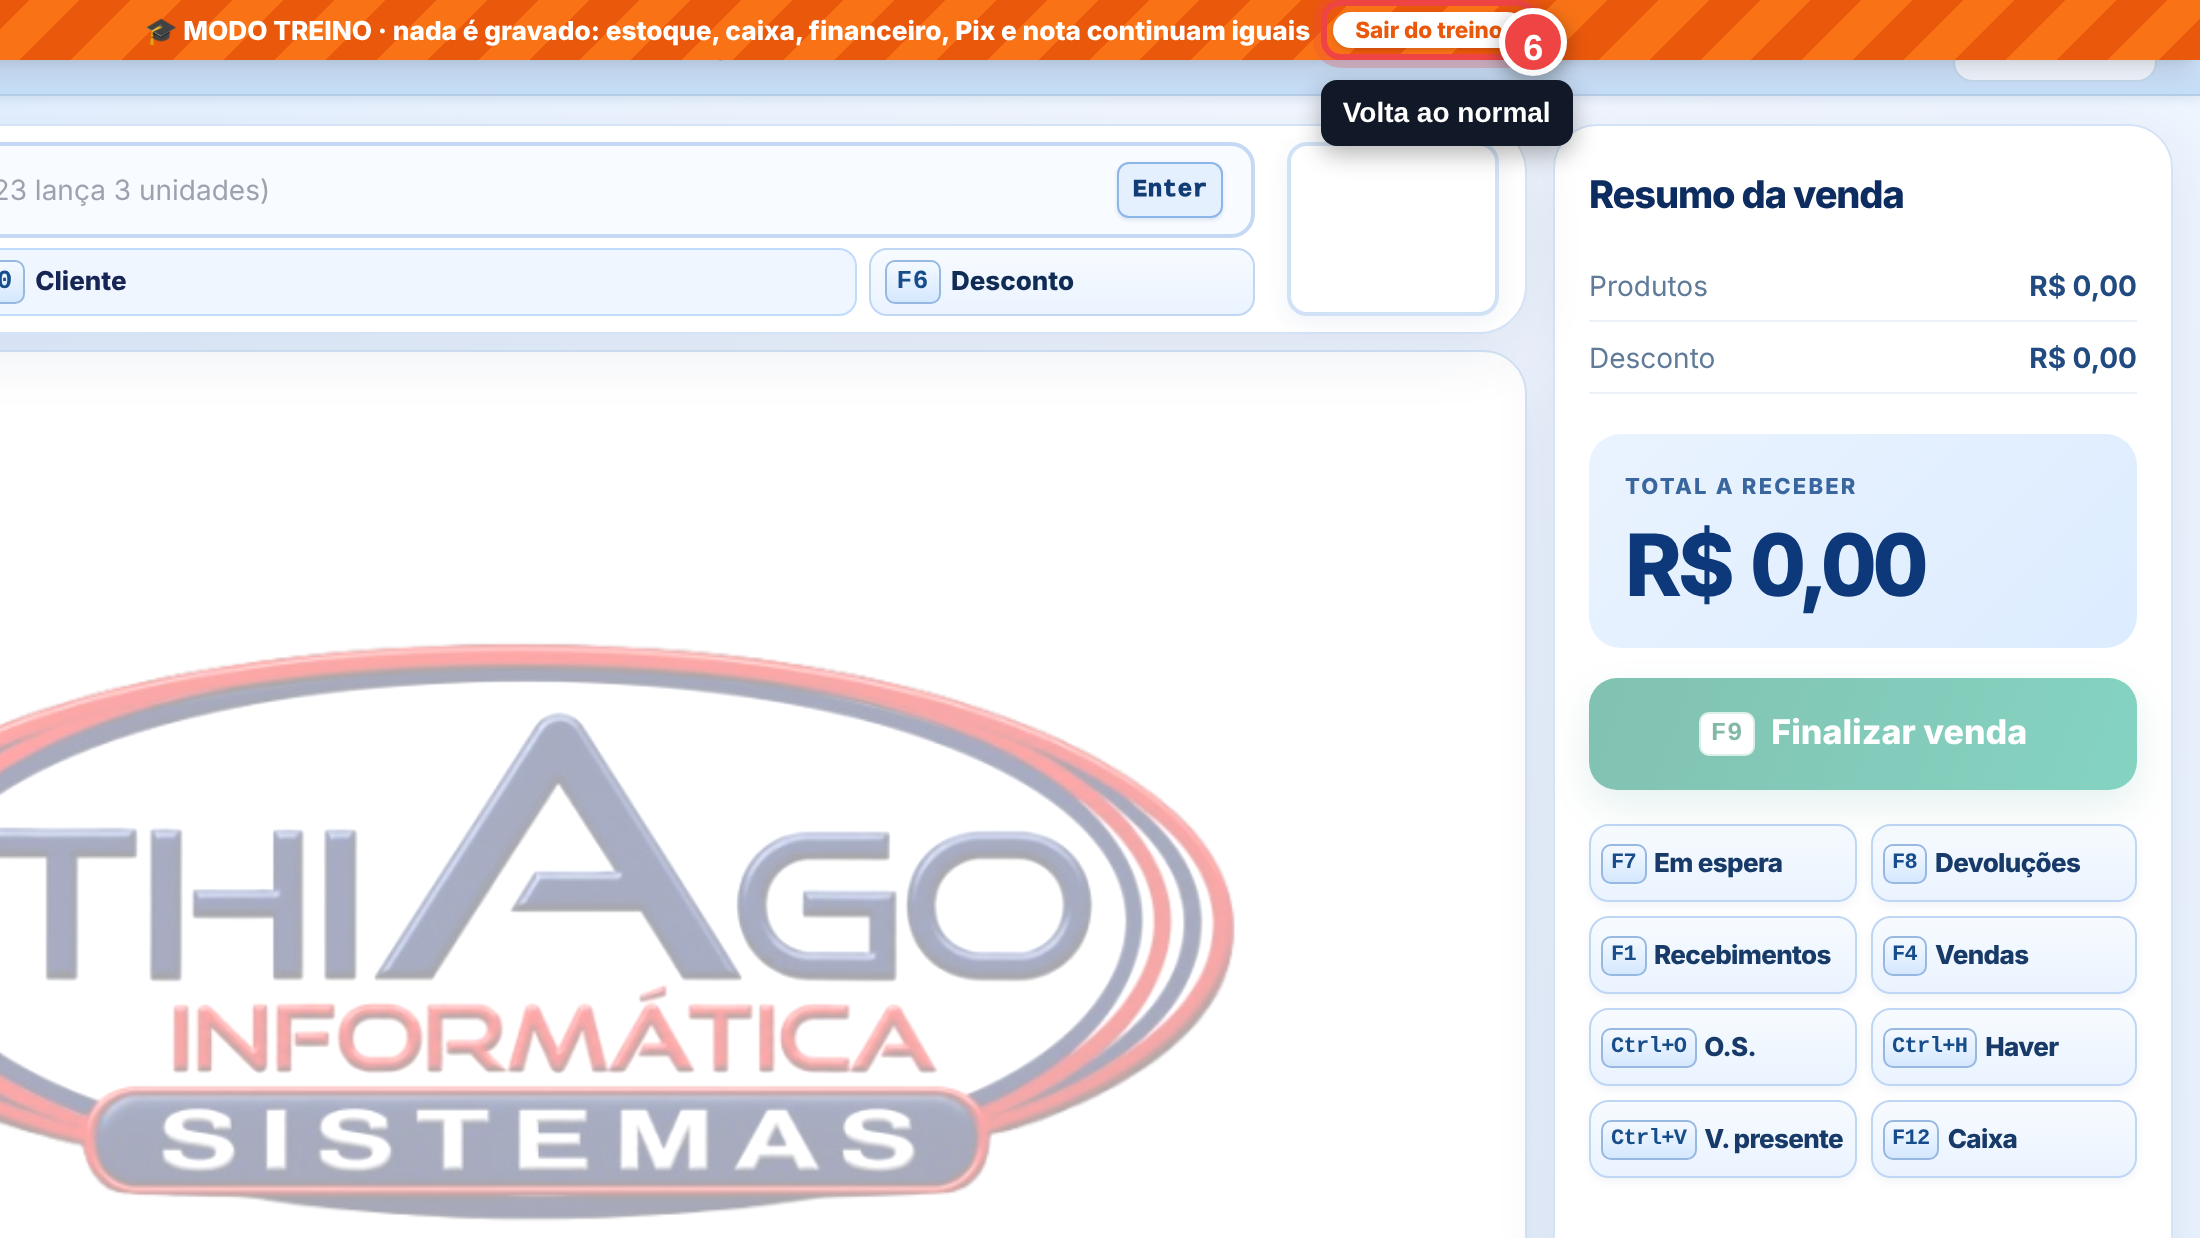 🎓 MODO TREINO · nada é gravado: estoque, caixa, financeiro, Pix e nota continuam iguais
Sair do treino
6
Volta ao normal
23 lança 3 unidades)
Enter
0 Cliente
F6 Desconto
Resumo da venda
Produtos R$ 0,00
Desconto R$ 0,00
TOTAL A RECEBER
R$ 0,00
F9 Finalizar venda
F7 Em espera
F8 Devoluções
F1 Recebimentos
F4 Vendas
Ctrl+O O.S.
Ctrl+H Haver
Ctrl+V V. presente
F12 Caixa
THIAGO
INFORMÁTICA
SISTEMAS